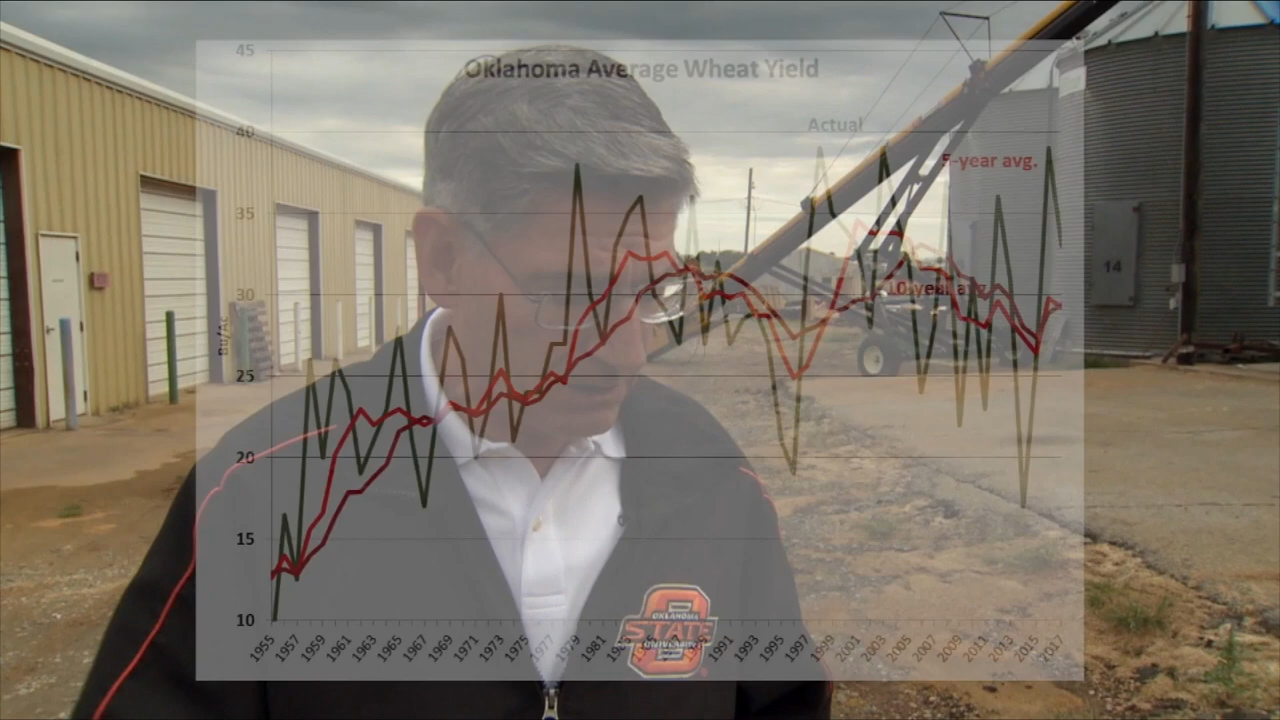 Oklahoma Average Wheat Yield
45
40
35
30
25
20
15
10
Bu/Ac
Actual
5-year avg.
10-year avg.
14
OKLAHOMA
STATE
UNIVERSITY
1955 1957 1959 1961 1963 1965 1967 1969 1971 1973 1975 1977 1979 1981 1991 1993 1995 1997 1999 2001 2003 2005 2007 2009 2011 2013 2015 2017